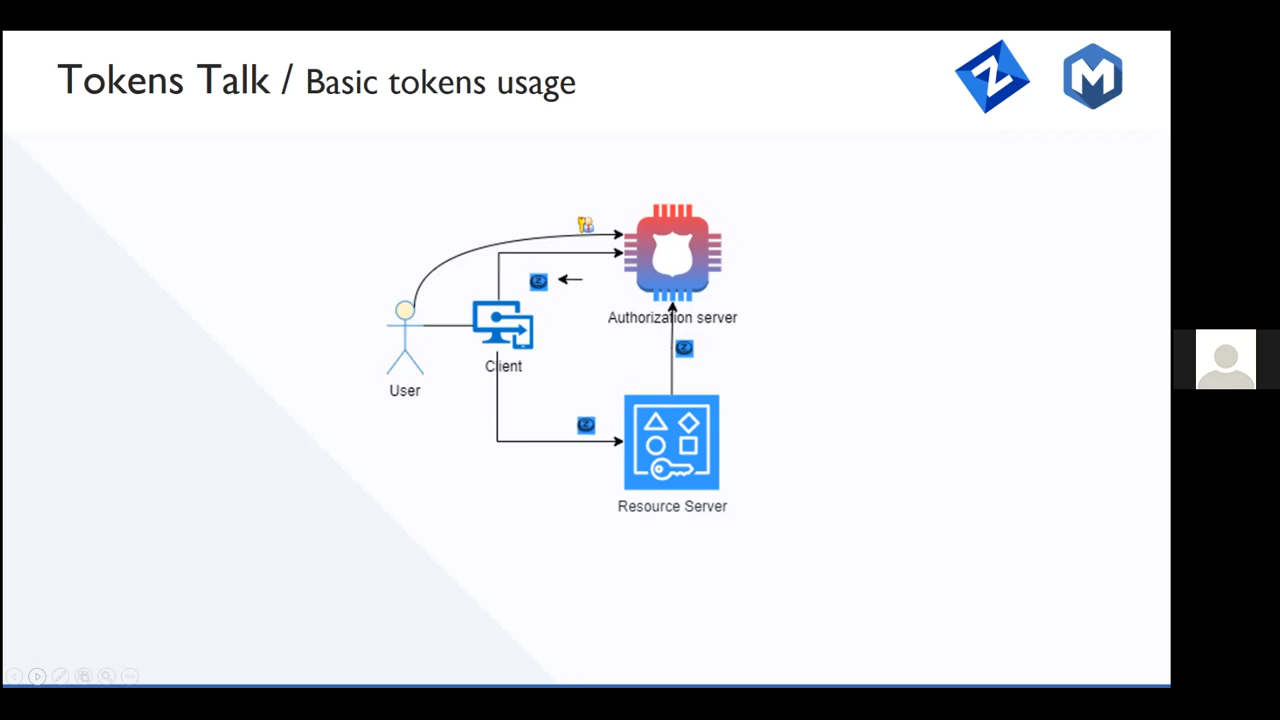 Tokens Talk / Basic tokens usage
Z
M
Authorization server
Client
User
Resource Server